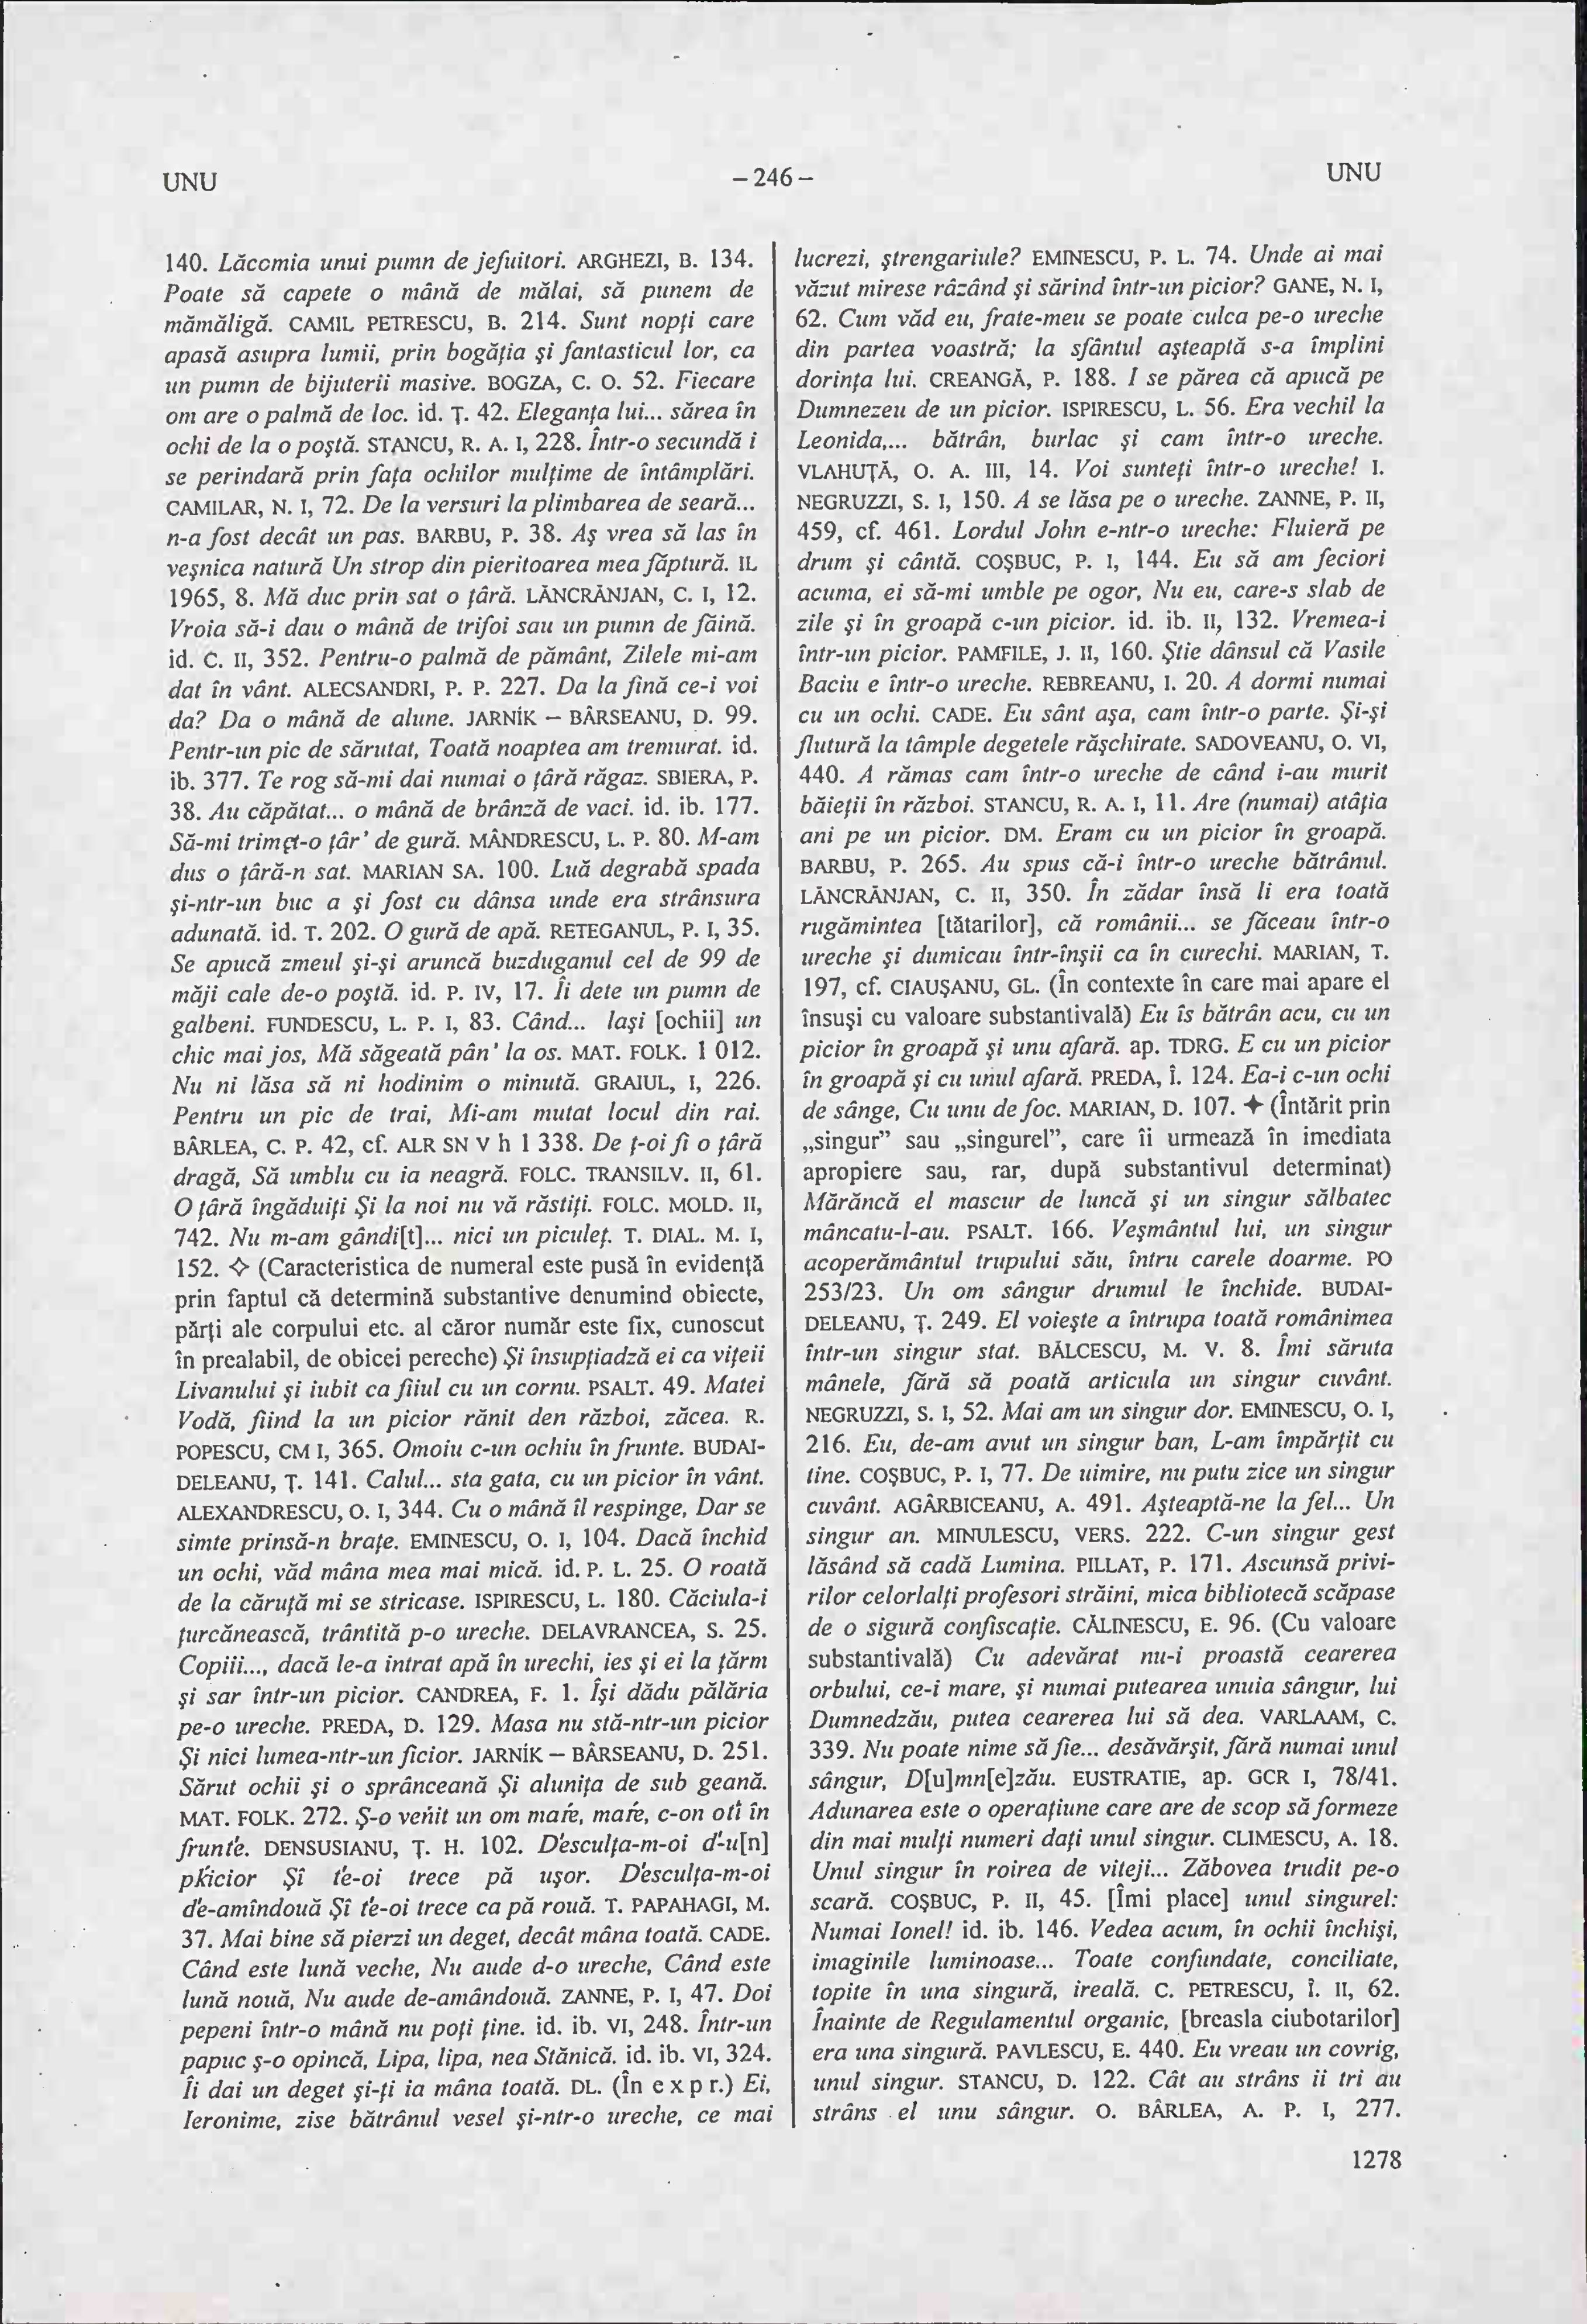 UNU
– 246 –
UNU
140. Lăcomia unui pumn de jefuitori. ARGHEZI, B. 134.
Poate să capete o mână de mălai, să punem de
mămăligă. CAMIL PETRESCU, B. 214. Sunt nopţi care
apasă asupra lumii, prin bogăţia şi fantasticul lor, ca
un pumn de bijuterii masive. BOGZA, C. O. 52. Fiecare
om are o palmă de loc. id. Ţ. 42. Eleganţa lui... sărea în
ochi de la o poştă. STANCU, R. A. I, 228. Într-o secundă i
se perindară prin faţa ochilor mulţime de întâmplări.
CAMILAR, N. I, 72. De la versuri la plimbarea de seară...
n-a fost decât un pas. BARBU, P. 38. Aş vrea să las în
veşnica natură Un strop din pieritoarea mea făptură. IL
1965, 8. Mă duc prin sat o ţâră. LĂNCRĂNJAN, C. I, 12.
Vroia să-i dau o mână de trifoi sau un pumn de făină.
id. C. II, 352. Pentru-o palmă de pământ, Zilele mi-am
dat în vânt. ALECSANDRI, P. P. 227. Da la fină ce-i voi
da? Da o mână de alune. JARNÍK – BÂRSEANU, D. 99.
Pentr-un pic de sărutat, Toată noaptea am tremurat. id.
ib. 377. Te rog să-mi dai numai o ţâră răgaz. SBIERA, P.
38. Au căpătat... o mână de brânză de vaci. id. ib. 177.
Să-mi trimęt-o ţâr’ de gură. MÂNDRESCU, L. P. 80. M-am
dus o ţâră-n sat. MARIAN SA. 100. Luă degrabă spada
şi-ntr-un buc a şi fost cu dânsa unde era strânsura
adunată. id. T. 202. O gură de apă. RETEGANUL, P. I, 35.
Se apucă zmeul şi-şi aruncă buzduganul cel de 99 de
măji cale de-o poştă. id. P. IV, 17. Îi dete un pumn de
galbeni. FUNDESCU, L. P. I, 83. Când... laşi [ochii] un
chic mai jos, Mă săgeată pân’ la os. MAT. FOLK. 1 012.
Nu ni lăsa să ni hodinim o minută. GRAIUL, I, 226.
Pentru un pic de trai, Mi-am mutat locul din rai.
BÂRLEA, C. P. 42, cf. ALR SN V h 1 338. De ţ-oi fi o ţâră
dragă, Să umblu cu ia neagră. FOLC. TRANSILV. II, 61.
O ţâră îngăduiţi Şi la noi nu vă răstiţi. FOLC. MOLD. II,
742. Nu m-am gândi[t]... nici un piculeţ. T. DIAL. M. I,
152. ✧ (Caracteristica de numeral este pusă în evidenţă
prin faptul că determină substantive denumind obiecte,
părţi ale corpului etc. al căror număr este fix, cunoscut
în prealabil, de obicei pereche) Şi însupţiadză ei ca viţeii
Livanului şi iubit ca fiiul cu un cornu. PSALT. 49. Matei
Vodă, fiind la un picior rănit den război, zăcea. R.
POPESCU, CM I, 365. Omoiu c-un ochiu în frunte. BUDAI-
DELEANU, Ţ. 141. Calul... sta gata, cu un picior în vânt.
ALEXANDRESCU, O. I, 344. Cu o mână îl respinge, Dar se
simte prinsă-n braţe. EMINESCU, O. I, 104. Dacă închid
un ochi, văd mâna mea mai mică. id. P. L. 25. O roată
de la căruţă mi se stricase. ISPIRESCU, L. 180. Căciula-i
ţurcănească, trântită p-o ureche. DELAVRANCEA, S. 25.
Copiii..., dacă le-a intrat apă în urechi, ies şi ei la ţărm
şi sar într-un picior. CANDREA, F. 1. Îşi dădu pălăria
pe-o ureche. PREDA, D. 129. Masa nu stă-ntr-un picior
Şi nici lumea-ntr-un ficior. JARNÍK – BÂRSEANU, D. 251.
Sărut ochii şi o sprânceană Şi aluniţa de sub geană.
MAT. FOLK. 272. Ş-o veńit un om maŕe, maŕe, c-on oti în
frunt́e. DENSUSIANU, Ţ. H. 102. D́esculţa-m-oi d́-u[n]
pḱicior Şî t́e-oi trece pă uşor. D́esculţa-m-oi
d́e-amîndouă Şî t́e-oi trece ca pă rouă. T. PAPAHAGI, M.
37. Mai bine să pierzi un deget, decât mâna toată. CADE.
Când este lună veche, Nu aude d-o ureche, Când este
lună nouă, Nu aude de-amândouă. ZANNE, P. I, 47. Doi
pepeni într-o mână nu poţi ţine. id. ib. VI, 248. Într-un
papuc ş-o opincă, Lipa, lipa, nea Stănică. id. ib. VI, 324.
Îi dai un deget şi-ţi ia mâna toată. DL. (În e x p r.) Ei,
Ieronime, zise bătrânul vesel şi-ntr-o ureche, ce mai
lucrezi, ştrengariule? EMINESCU, P. L. 74. Unde ai mai
văzut mirese râzând şi sărind într-un picior? GANE, N. I,
62. Cum văd eu, frate-meu se poate culca pe-o ureche
din partea voastră; la sfântul aşteaptă s-a împlini
dorinţa lui. CREANGĂ, P. 188. I se părea că apucă pe
Dumnezeu de un picior. ISPIRESCU, L. 56. Era vechil la
Leonida,... bătrân, burlac şi cam într-o ureche.
VLAHUŢĂ, O. A. III, 14. Voi sunteţi într-o ureche! I.
NEGRUZZI, S. I, 150. A se lăsa pe o ureche. ZANNE, P. II,
459, cf. 461. Lordul John e-ntr-o ureche: Fluieră pe
drum şi cântă. COŞBUC, P. I, 144. Eu să am feciori
acuma, ei să-mi umble pe ogor, Nu eu, care-s slab de
zile şi în groapă c-un picior. id. ib. II, 132. Vremea-i
într-un picior. PAMFILE, J. II, 160. Ştie dânsul că Vasile
Baciu e într-o ureche. REBREANU, I. 20. A dormi numai
cu un ochi. CADE. Eu sânt aşa, cam într-o parte. Şi-şi
flutură la tâmple degetele răşchirate. SADOVEANU, O. VI,
440. A rămas cam într-o ureche de când i-au murit
băieţii în război. STANCU, R. A. I, 11. Are (numai) atâţia
ani pe un picior. DM. Eram cu un picior în groapă.
BARBU, P. 265. Au spus că-i într-o ureche bătrânul.
LĂNCRĂNJAN, C. II, 350. În zădar însă li era toată
rugămintea [tătarilor], că românii... se făceau într-o
ureche şi dumicau într-înşii ca în curechi. MARIAN, T.
197, cf. CIAUŞANU, GL. (În contexte în care mai apare el
însuşi cu valoare substantivală) Eu îs bătrân acu, cu un
picior în groapă şi unu afară. ap. TDRG. E cu un picior
în groapă şi cu unul afară. PREDA, Î. 124. Ea-i c-un ochi
de sânge, Cu unu de foc. MARIAN, D. 107. ✦ (Întărit prin
„singur” sau „singurel”, care îi urmează în imediata
apropiere sau, rar, după substantivul determinat)
Mărăncă el mascur de luncă şi un singur sălbatec
mâncatu-l-au. PSALT. 166. Veşmântul lui, un singur
acoperământul trupului său, întru carele doarme. PO
253/23. Un om sângur drumul le închide. BUDAI-
DELEANU, Ţ. 249. El voieşte a întrupa toată românimea
într-un singur stat. BĂLCESCU, M. V. 8. Îmi săruta
mânele, fără să poată articula un singur cuvânt.
NEGRUZZI, S. I, 52. Mai am un singur dor. EMINESCU, O. I,
216. Eu, de-am avut un singur ban, L-am împărţit cu
tine. COŞBUC, P. I, 77. De uimire, nu putu zice un singur
cuvânt. AGÂRBICEANU, A. 491. Aşteaptă-ne la fel... Un
singur an. MINULESCU, VERS. 222. C-un singur gest
lăsând să cadă Lumina. PILLAT, P. 171. Ascunsă privi-
rilor celorlalţi profesori străini, mica bibliotecă scăpase
de o sigură confiscaţie. CĂLINESCU, E. 96. (Cu valoare
substantivală) Cu adevărat nu-i proastă cearerea
orbului, ce-i mare, şi numai putearea unuia sângur, lui
Dumnedzău, putea cearerea lui să dea. VARLAAM, C.
339. Nu poate nime să fie... desăvărşit, fără numai unul
sângur, D[u]mn[e]zău. EUSTRATIE, ap. GCR I, 78/41.
Adunarea este o operaţiune care are de scop să formeze
din mai mulţi numeri daţi unul singur. CLIMESCU, A. 18.
Unul singur în roirea de viteji... Zăbovea trudit pe-o
scară. COŞBUC, P. II, 45. [Îmi place] unul singurel:
Numai Ionel! id. ib. 146. Vedea acum, în ochii închişi,
imaginile luminoase... Toate confundate, conciliate,
topite în una singură, ireală. C. PETRESCU, Î. II, 62.
Înainte de Regulamentul organic, [breasla ciubotarilor]
era una singură. PAVLESCU, E. 440. Eu vreau un covrig,
unul singur. STANCU, D. 122. Cât au strâns ii tri au
strâns el unu sângur. O. BÂRLEA, A. P. I, 277.
1278